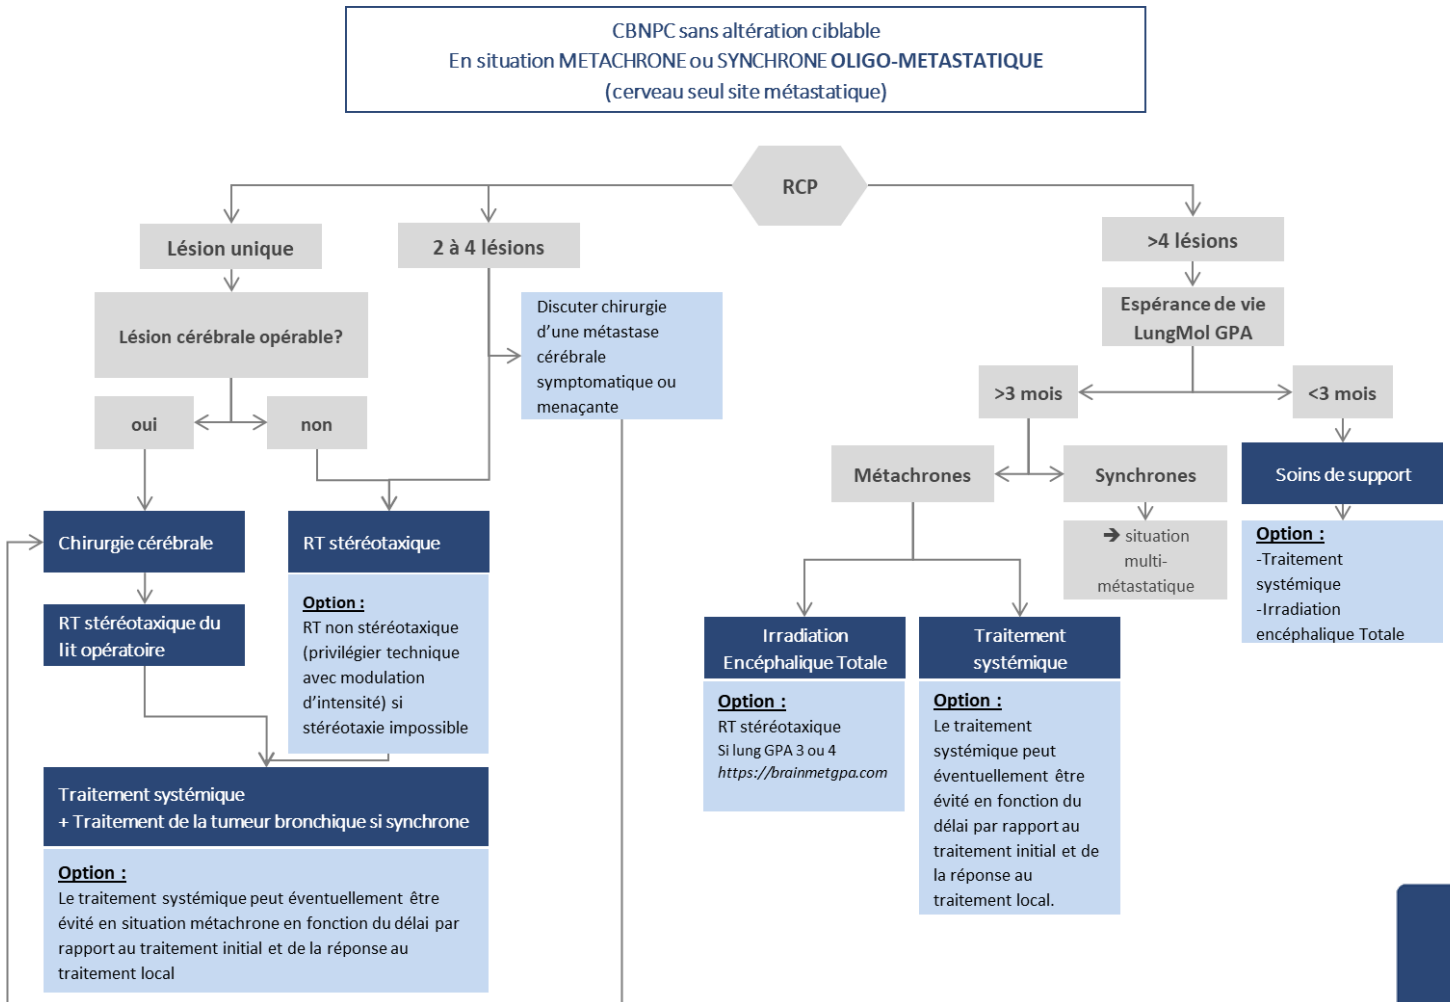 CBNPC sans altération ciblable
En situation METACHRONE ou SYNCHRONE OLIGO-METASTATIQUE
(cerveau seul site métastatique)
RCP
Lésion unique
2 à 4 lésions
>4 lésions
Lésion cérébrale opérable?
Discuter chirurgie
d'une métastase
cérébrale
symptomatique ou
menaçante
Espérance de vie
LungMol GPA
oui
non
>3 mois
<3 mois
Métachrones
Synchrones
Soins de support
➔ situation
multi-
métastatique
Option :
-Traitement
systémique
-Irradiation
encéphalique Totale
Chirurgie cérébrale
RT stéréotaxique
RT stéréotaxique du
lit opératoire
Option :
RT non stéréotaxique
(privilégier technique
avec modulation
d'intensité) si
stéréotaxie impossible
Irradiation
Encéphalique Totale
Option :
RT stéréotaxique
Si lung GPA 3 ou 4
https://brainmetgpa.com
Traitement
systémique
Option :
Le traitement
systémique peut
éventuellement être
évité en fonction du
délai par rapport au
traitement initial et de
la réponse au
traitement local.
Traitement systémique
+ Traitement de la tumeur bronchique si synchrone
Option :
Le traitement systémique peut éventuellement être
évité en situation métachrone en fonction du délai par
rapport au traitement initial et de la réponse au
traitement local